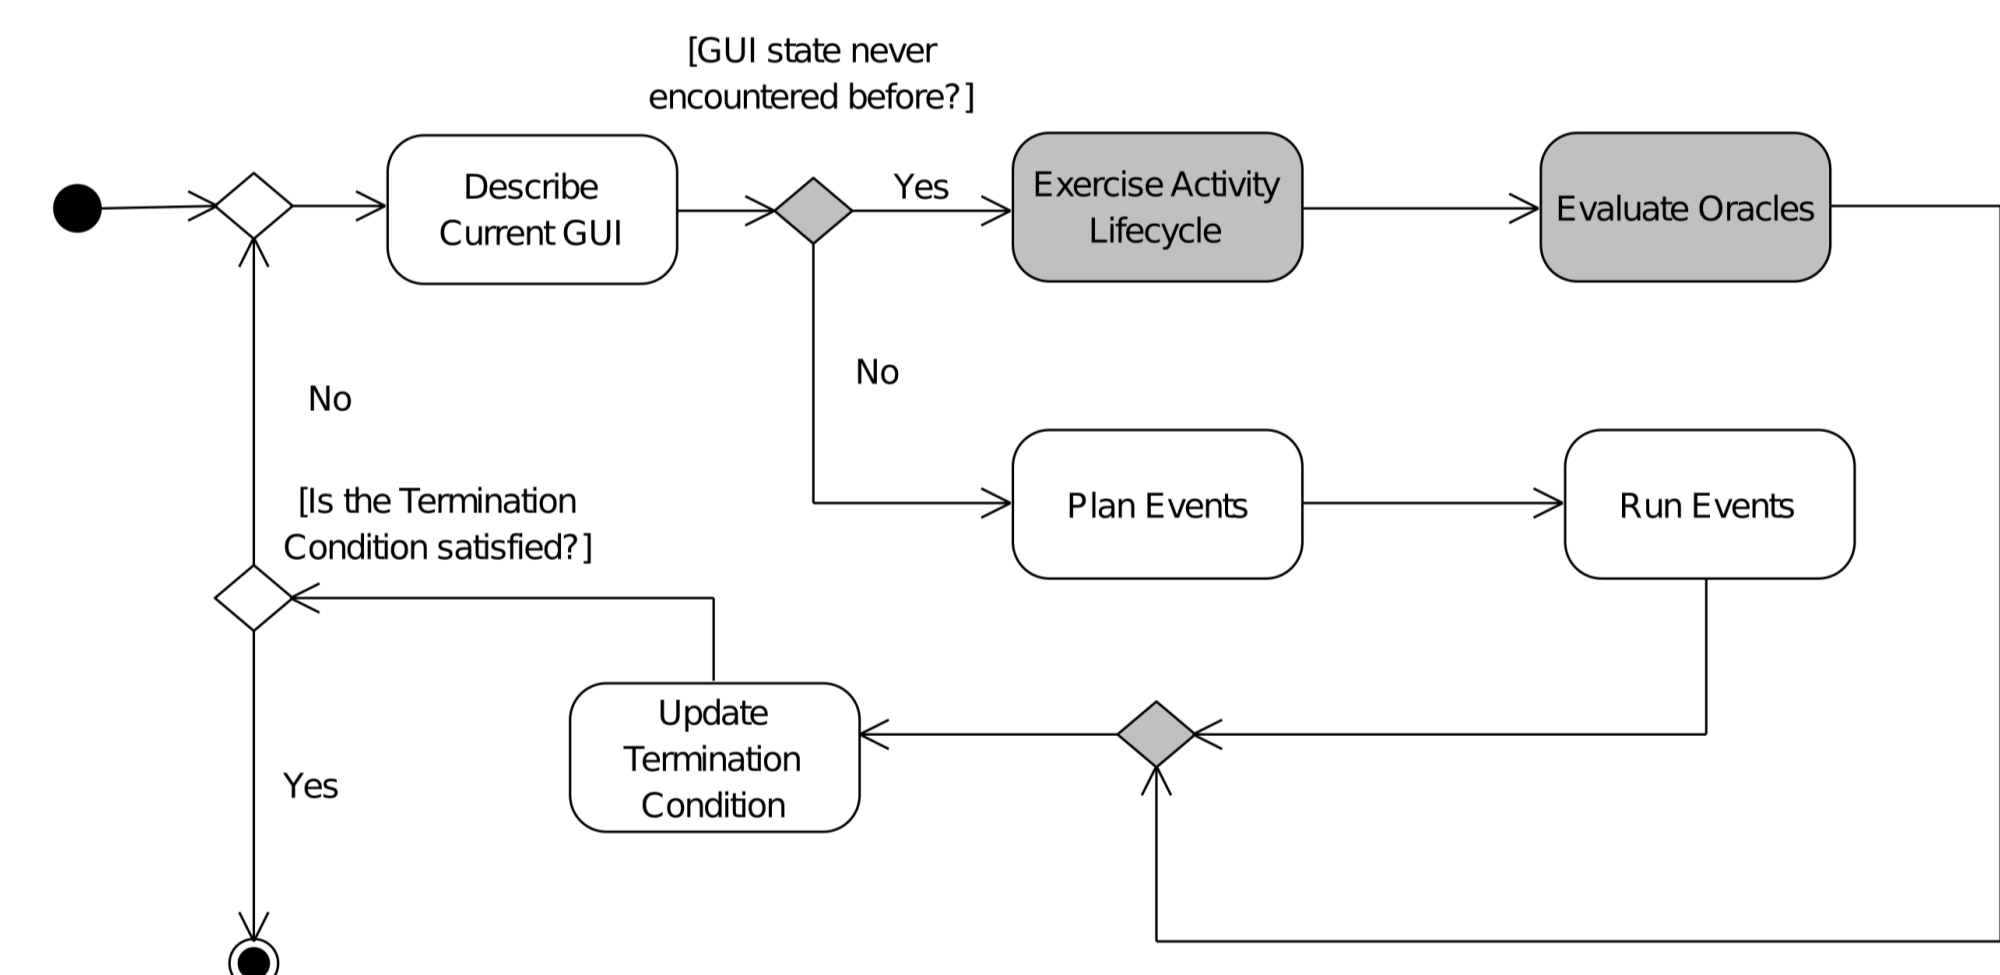 [GUI state never
encountered before?]
Describe
Current GUI
Yes
Exercise Activity
Lifecycle
Evaluate Oracles
No
No
[Is the Termination
Condition satisfied?]
Plan Events
Run Events
Update
Termination
Condition
Yes